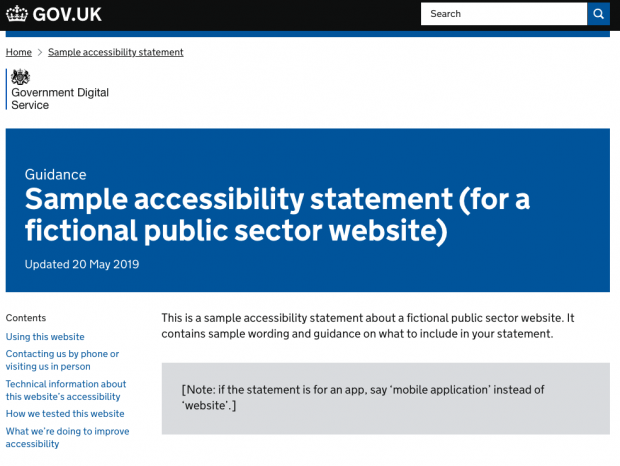 GOV.UK
Search
Home > Sample accessibility statement
Government Digital
Service
Guidance
Sample accessibility statement (for a
fictional public sector website)
Updated 20 May 2019
Contents
Using this website
Contacting us by phone or
visiting us in person
Technical information about
this website's accessibility
How we tested this website
What we're doing to improve
accessibility
This is a sample accessibility statement about a fictional public sector website. It
contains sample wording and guidance on what to include in your statement.
[Note: if the statement is for an app, say ‘mobile application’ instead of
‘website’.]